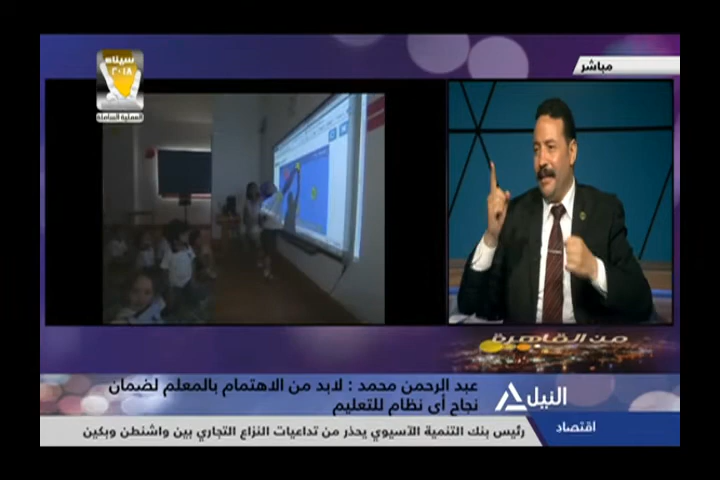 سيناء
٢٠١٨
العملية الشاملة
مباشر
من القاهرة
عبد الرحمن محمد : لابد من الاهتمام بالمعلم لضمان
نجاح أى نظام للتعليم
النيل
اقتصاد
رئيس بنك التنمية الآسيوي يحذر من تداعيات النزاع التجاري بين واشنطن وبكين